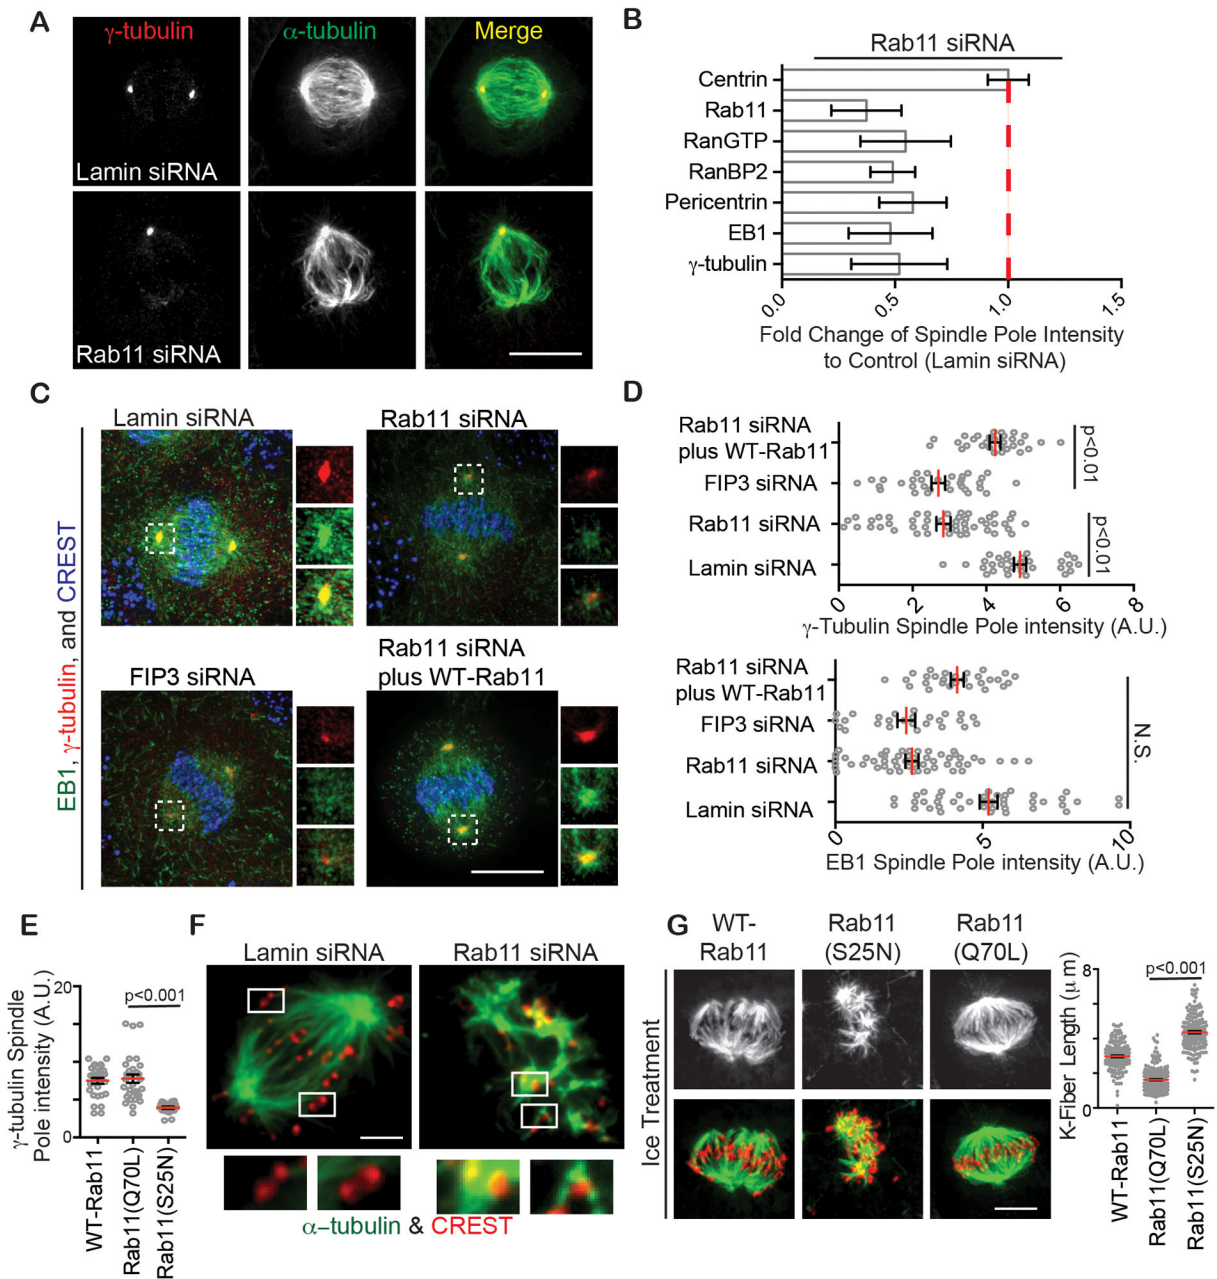 A
γ-tubulin
α-tubulin
Merge
Lamin siRNA
Rab11 siRNA
B
Rab11 siRNA
Centrin
Rab11
RanGTP
RanBP2
Pericentrin
EB1
γ-tubulin
0.0
0.5
1.0
1.5
Fold Change of Spindle Pole Intensity
to Control (Lamin siRNA)
C
Lamin siRNA
Rab11 siRNA
FIP3 siRNA
Rab11 siRNA
plus WT-Rab11
EB1, γ-tubulin, and CREST
D
Rab11 siRNA
plus WT-Rab11
FIP3 siRNA
Rab11 siRNA
Lamin siRNA
p<0.01
p<0.01
0
2
4
6
8
γ-Tubulin Spindle Pole intensity (A.U.)
Rab11 siRNA
plus WT-Rab11
FIP3 siRNA
Rab11 siRNA
Lamin siRNA
N.S.
0
5
10
EB1 Spindle Pole intensity (A.U.)
E
γ-tubulin Spindle
Pole intensity (A.U.)
20
10
0
p<0.001
WT-Rab11
Rab11(Q70L)
Rab11(S25N)
F
Lamin siRNA
Rab11 siRNA
α-tubulin & CREST
G
WT-
Rab11
Rab11
(S25N)
Rab11
(Q70L)
Ice Treatment
K-Fiber Length (μm)
8
4
2
0
p<0.001
WT-Rab11
Rab11(Q70L)
Rab11(S25N)